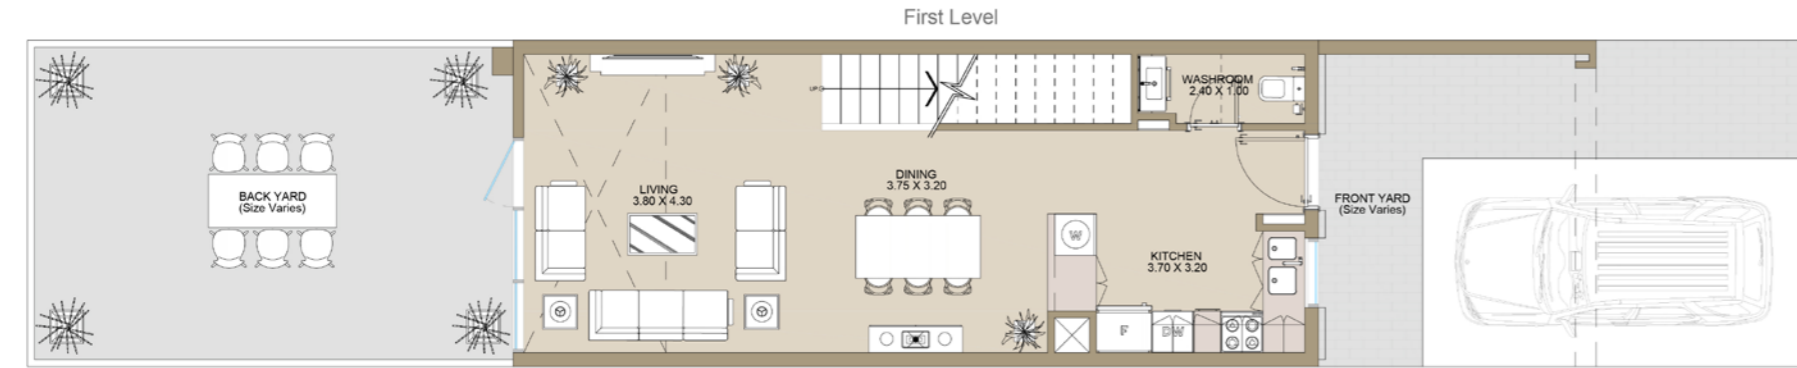 First Level
WASHROOM
2.40 X 1.00
UP
DINING
3.75 X 3.20
LIVING
3.80 X 4.30
BACK YARD
(Size Varies)
FRONT YARD
(Size Varies)
W
KITCHEN
3.70 X 3.20
F
DW